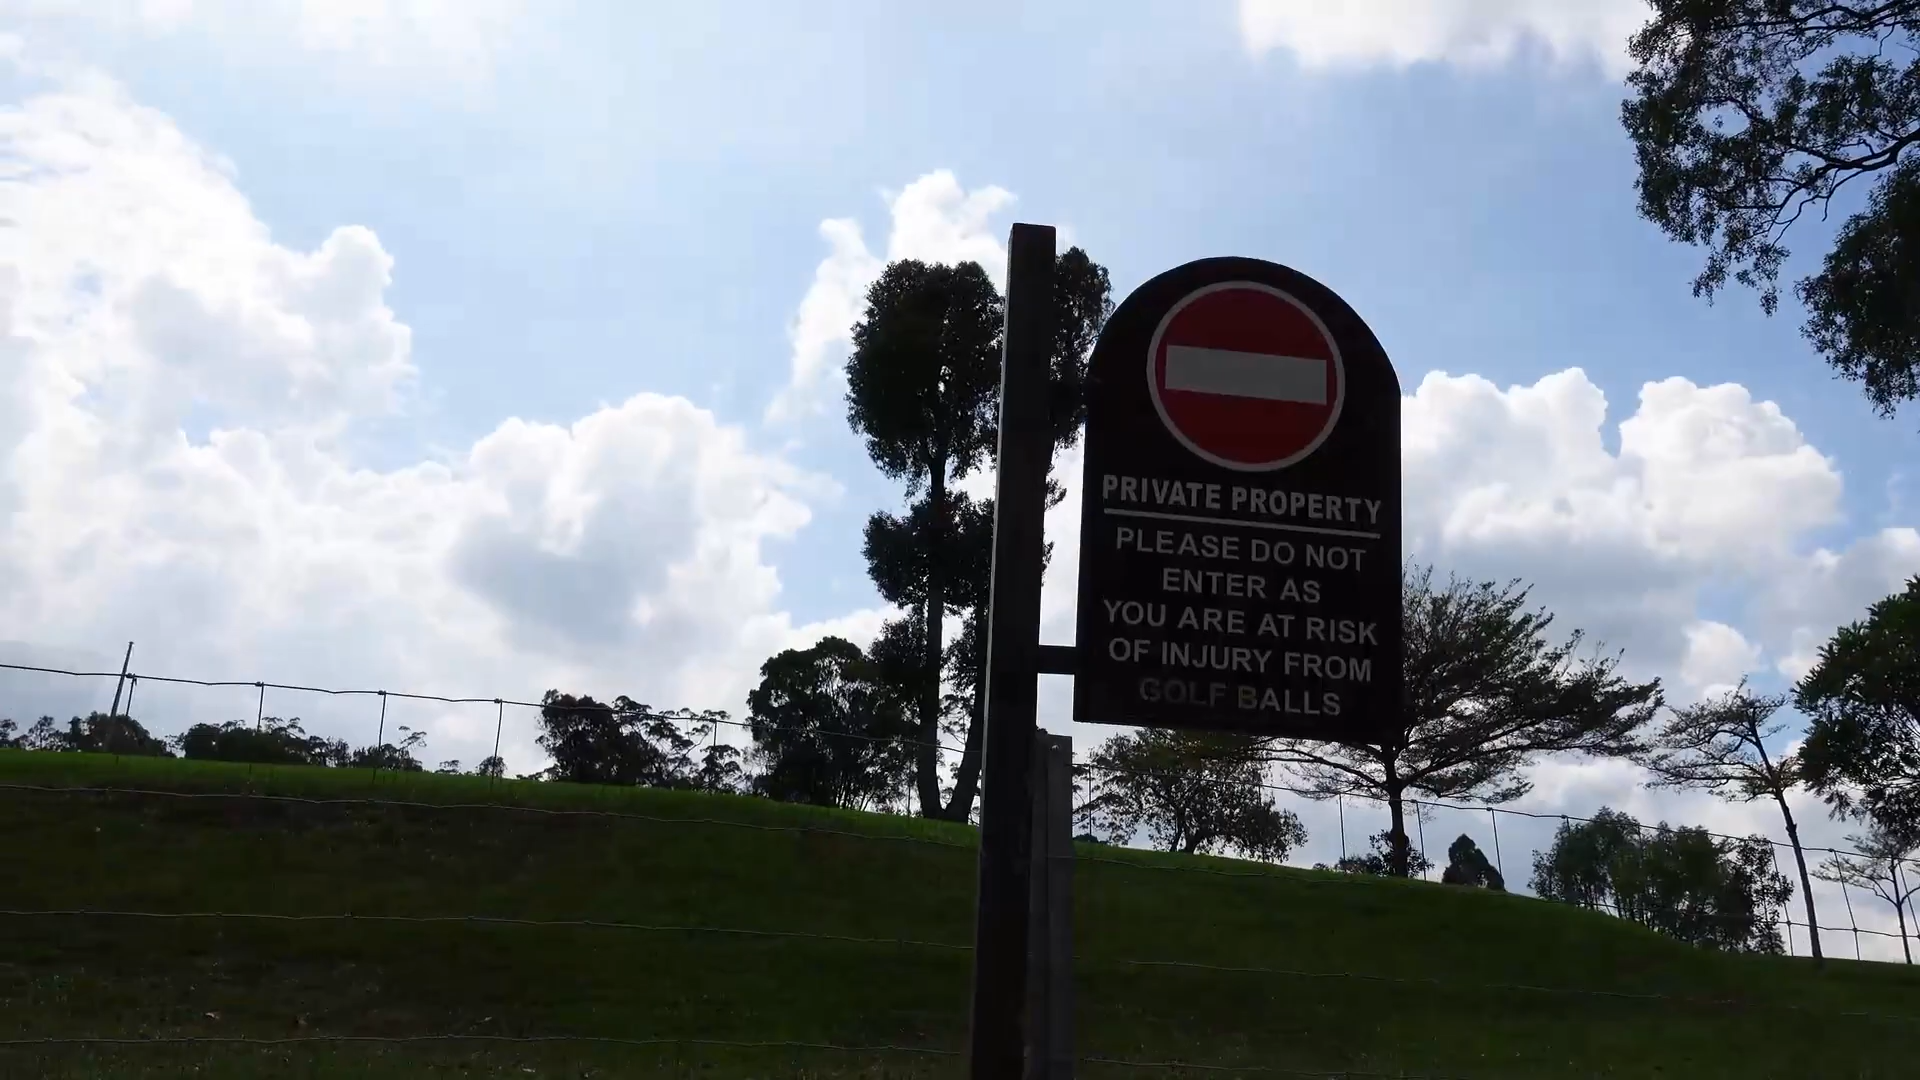 PRIVATE PROPERTY
PLEASE DO NOT
ENTER AS
YOU ARE AT RISK
OF INJURY FROM
GOLF BALLS